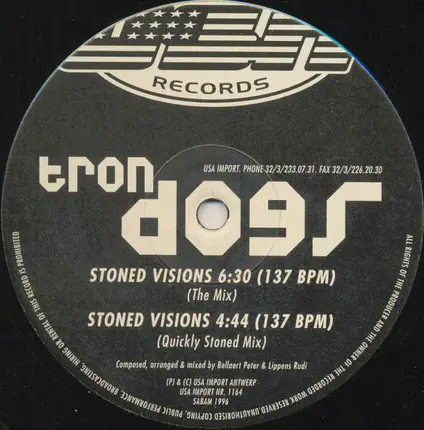 RECORDS
USA IMPORT. PHONE 32/3/233.07.31. FAX 32/3/226.20.30
tron
dogs
STONED VISIONS 6:30 (137 BPM)
(The Mix)
STONED VISIONS 4:44 (137 BPM)
(Quickly Stoned Mix)
Composed, arranged & mixed by Bellaert Peter & Lippens Rudi
(P) & (C) USA IMPORT ANTWERP
USA IMPORT NR. 1164
SABAM 1996
ALL RIGHTS OF THE PRODUCER AND THE OWNER OF THE RECORDED WORK RESERVED UNAUTHORISED COPYING, PUBLIC PERFORMANCE, BROADCASTING, HIRING OR RENTAL OF THIS RECORD IS PROHIBITED